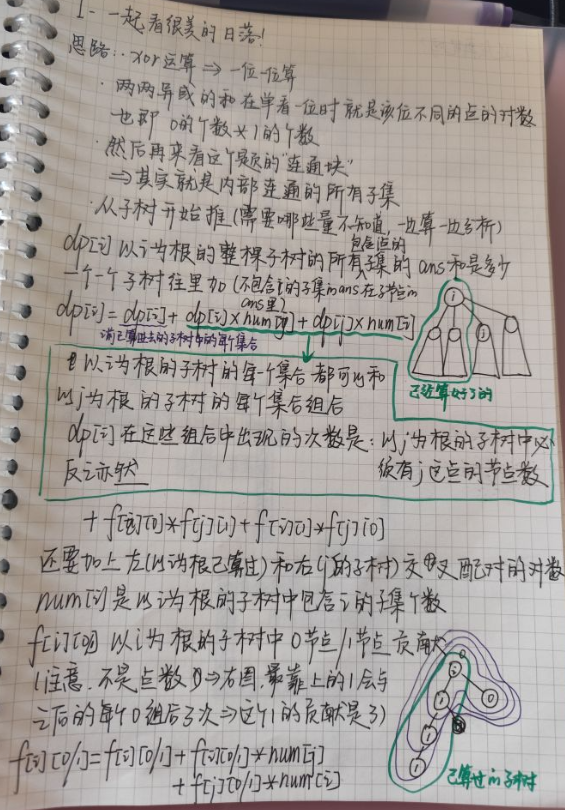 I. 一起看很美的日落!
思路: xor运算 ⇒ 一位一位算
· 两两异或的和在单看一位时就是该位不同的点的对数
也即 0的个数×1的个数
· 然后再来看这个题的"连通块"
⇒ 其实就是内部连通的所有子集
· 从子树开始推(需要哪些量不知道, 一边算一边分析)
包含i的
dp[i] 以i为根的整棵子树的所有子集的 ans和是多少
一个一个子树往里加 (不包含i的子集的ans在子节点的
ans里)
dp[i] = dp[i] + dp[i]×num[j] + dp[j]×num[i]
之前已算过去的子树中的每个集合
已经算好了的
以i为根的子树的每一个集合都可以和
以j为根的子树的每个集合组合
dp[i]在这些组合中出现的次数是: 以j为根的子树中必
须有j这点的节点数
反之亦然
+ f[i][0]*f[j][1] + f[i][1]*f[j][0]
还要加上左(以i为根已算过)和右(j的子树)交叉配对的对数
num[i]是以i为根的子树中包含i的子集个数
f[i][0/1] 以i为根的子树中 0节点/1节点贡献
(注意, 不是点数!) ⇒ 右图, 最靠上的1会与
之后的每个0组合3次 ⇒ 这个1的贡献是3)
f[i][0/1] = f[i][0/1] + f[i][0/1]*num[j]
+ f[j][0/1]*num[i]
已算过的子树